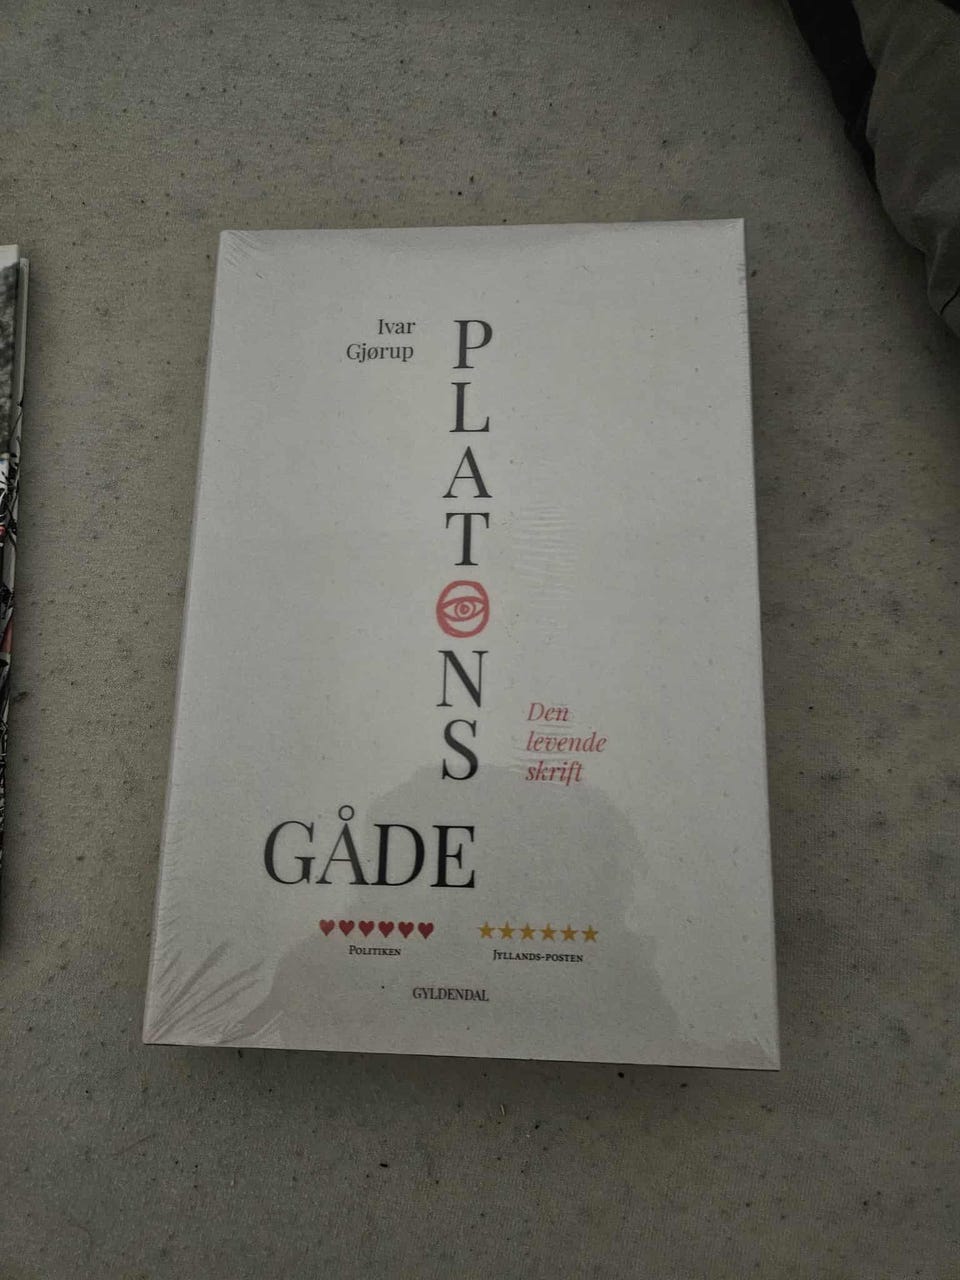 Ivar
Gjørup
PLATONS
Den
levende
skrift
GÅDE
POLITIKEN
JYLLANDS-POSTEN
GYLDENDAL